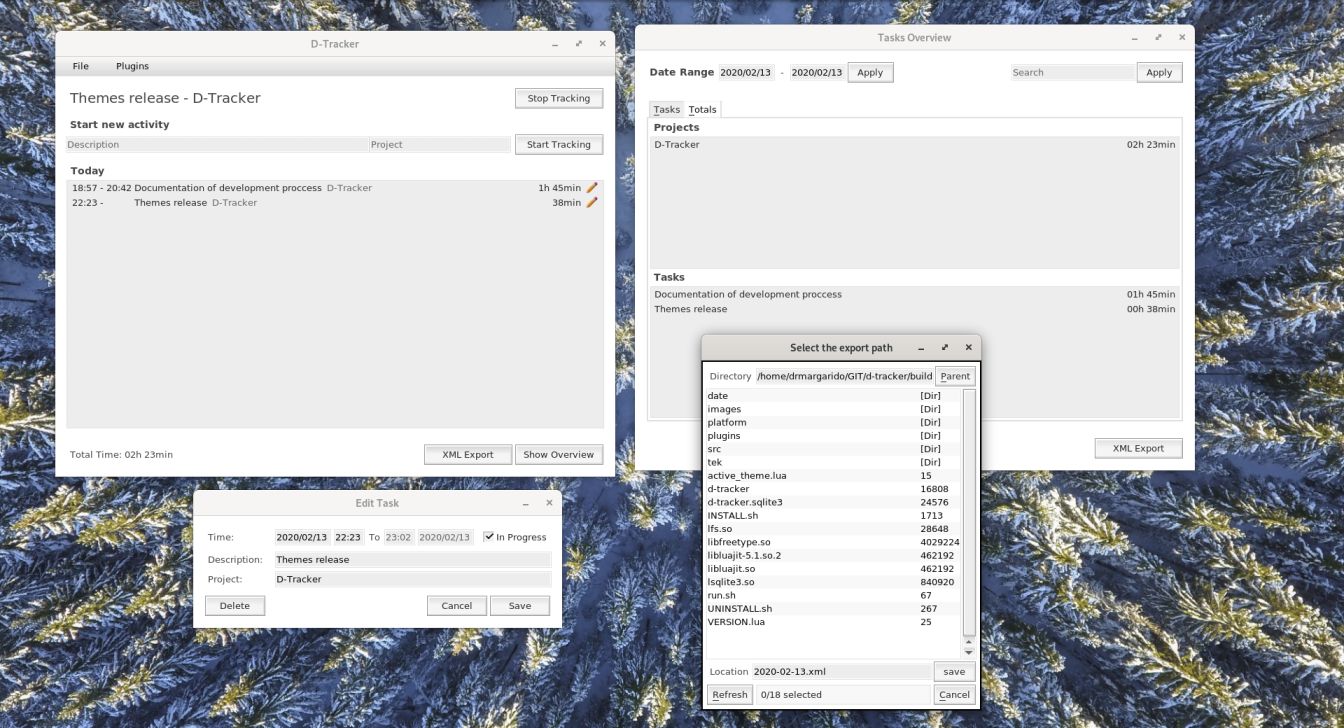 D-Tracker
File Plugins
Themes release - D-Tracker Stop Tracking
Start new activity
Description Project Start Tracking
Today
18:57 - 20:42 Documentation of development proccess D-Tracker 1h 45min
22:23 - Themes release D-Tracker 38min
Total Time: 02h 23min XML Export Show Overview
Tasks Overview
Date Range 2020/02/13 - 2020/02/13 Apply Search Apply
Tasks Totals
Projects
D-Tracker 02h 23min
Tasks
Documentation of development proccess 01h 45min
Themes release 00h 38min
XML Export
Edit Task
Time: 2020/02/13 22:23 To 23:02 2020/02/13 In Progress
Description: Themes release
Project: D-Tracker
Delete Cancel Save
Select the export path
Directory /home/drmargarido/GIT/d-tracker/build Parent
date [Dir]
images [Dir]
platform [Dir]
plugins [Dir]
src [Dir]
tek [Dir]
active_theme.lua 15
d-tracker 16808
d-tracker.sqlite3 24576
INSTALL.sh 1713
lfs.so 28648
libfreetype.so 4029224
libluajit-5.1.so.2 462192
libluajit.so 462192
lsqlite3.so 840920
run.sh 67
UNINSTALL.sh 267
VERSION.lua 25
Location 2020-02-13.xml save
Refresh 0/18 selected Cancel